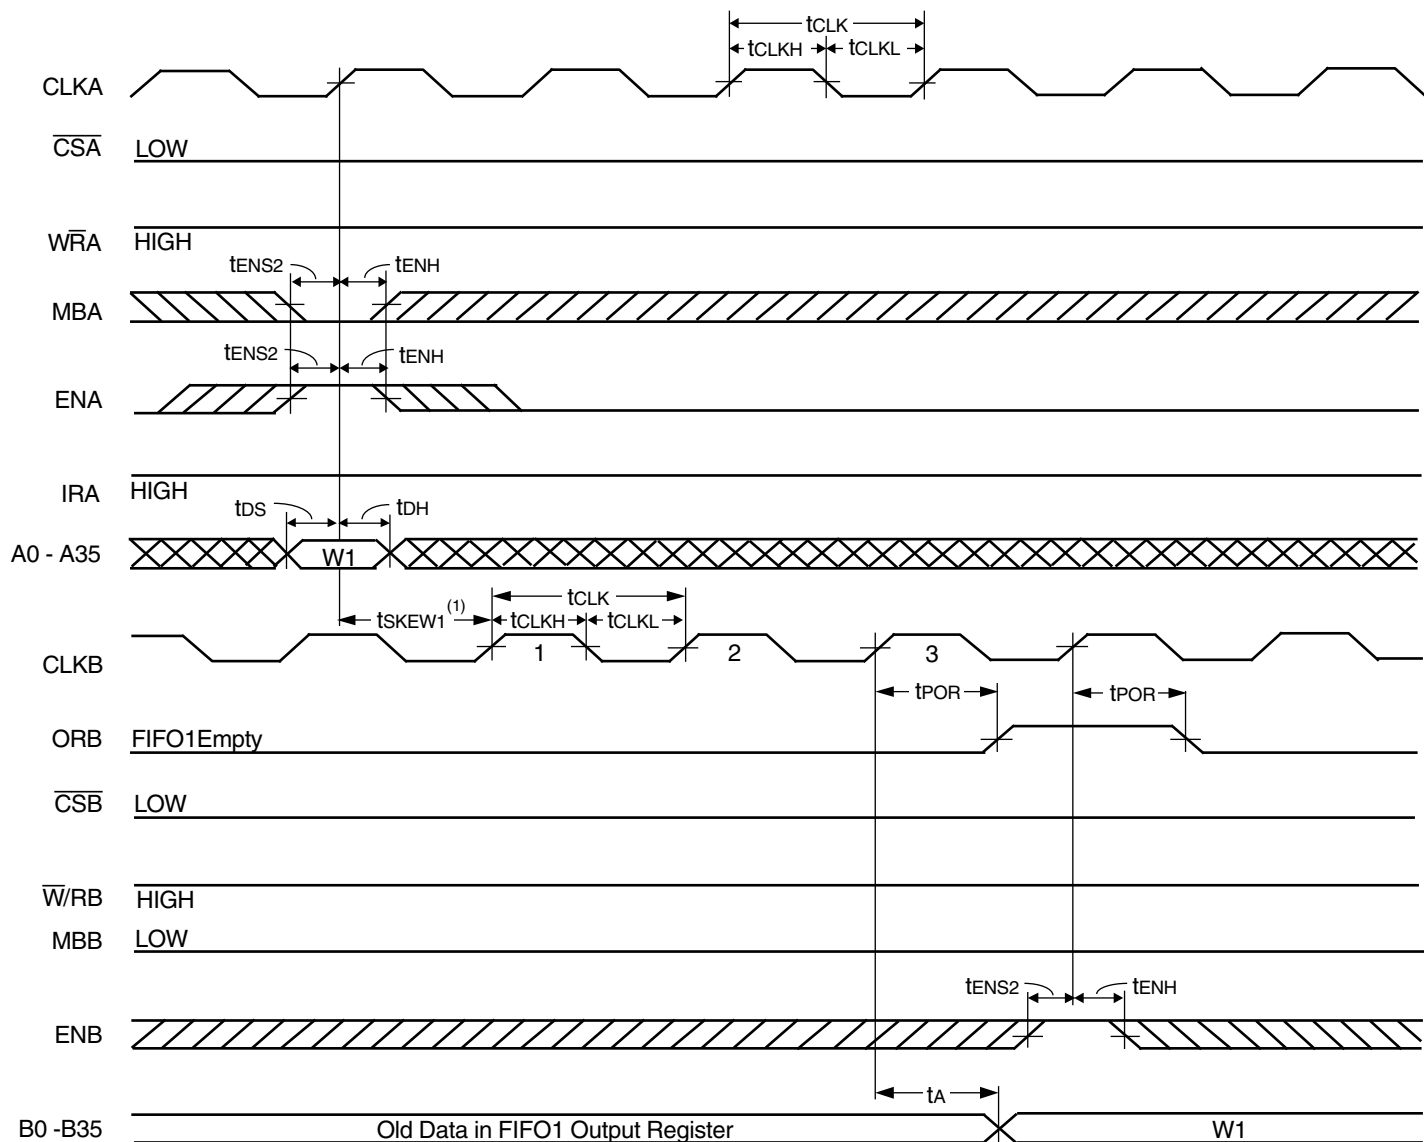 tCLK
tCLKH tCLKL
CLKA
CSA LOW
WRA HIGH
tENS2 tENH
MBA
tENS2 tENH
ENA
IRA HIGH
tDS tDH
A0 - A35 W1
tSKEW1(1) tCLK
tCLKH tCLKL
CLKB 1 2 3
tPOR tPOR
ORB FIFO1Empty
CSB LOW
W/RB HIGH
MBB LOW
tENS2 tENH
ENB
tA
B0 -B35 Old Data in FIFO1 Output Register W1